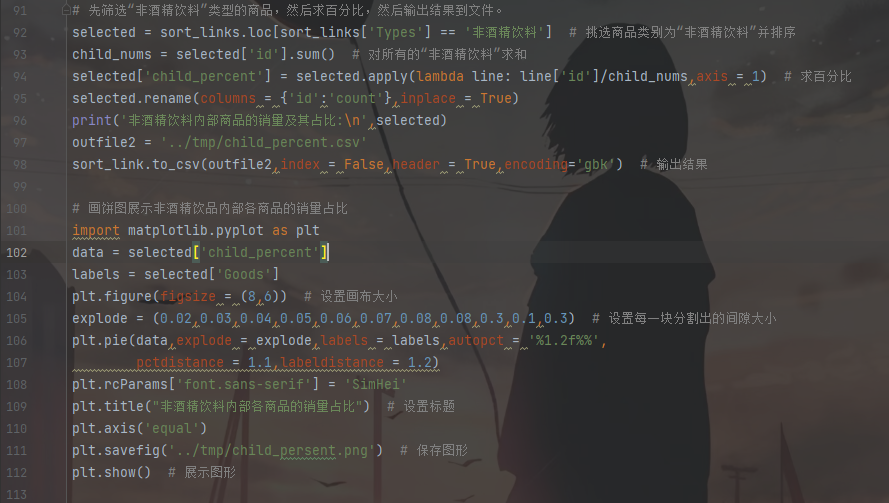 91 # 先筛选“非酒精饮料”类型的商品，然后求百分比，然后输出结果到文件。
92 selected = sort_links.loc[sort_links['Types'] == '非酒精饮料']  # 挑选商品类别为“非酒精饮料”并排序
93 child_nums = selected['id'].sum()  # 对所有的“非酒精饮料”求和
94 selected['child_percent'] = selected.apply(lambda line: line['id']/child_nums,axis = 1)  # 求百分比
95 selected.rename(columns = {'id':'count'},inplace = True)
96 print('非酒精饮料内部商品的销量及其占比:\n',selected)
97 outfile2 = '../tmp/child_percent.csv'
98 sort_link.to_csv(outfile2,index = False,header = True,encoding='gbk')  # 输出结果
99
100 # 画饼图展示非酒精饮品内部各商品的销量占比
101 import matplotlib.pyplot as plt
102 data = selected['child_percent']
103 labels = selected['Goods']
104 plt.figure(figsize = (8,6))  # 设置画布大小
105 explode = (0.02,0.03,0.04,0.05,0.06,0.07,0.08,0.08,0.3,0.1,0.3)  # 设置每一块分割出的间隙大小
106 plt.pie(data,explode = explode,labels = labels,autopct = '%1.2f%%',
107         pctdistance = 1.1,labeldistance = 1.2)
108 plt.rcParams['font.sans-serif'] = 'SimHei'
109 plt.title("非酒精饮料内部各商品的销量占比")  # 设置标题
110 plt.axis('equal')
111 plt.savefig('../tmp/child_persent.png')  # 保存图形
112 plt.show()  # 展示图形
113